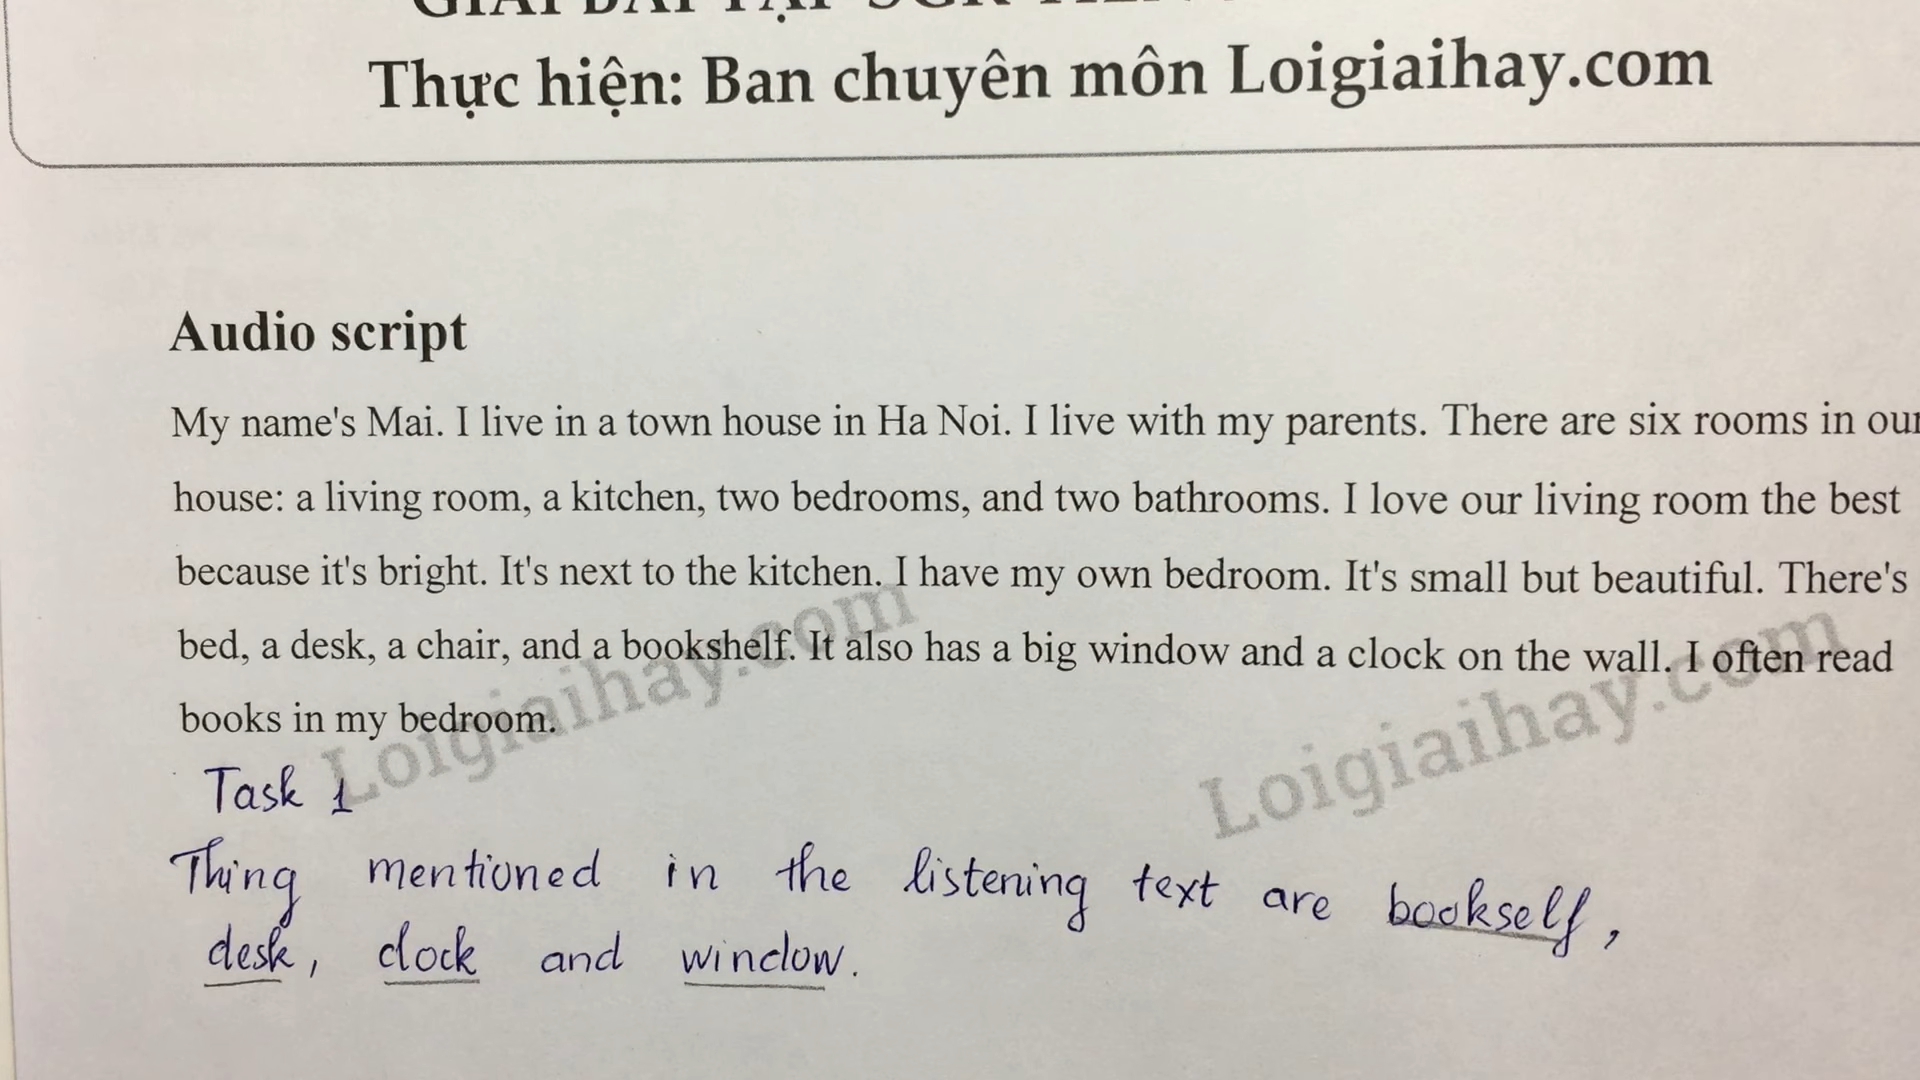 Thực hiện: Ban chuyên môn Loigiaihay.com
Audio script
My name's Mai. I live in a town house in Ha Noi. I live with my parents. There are six rooms in our
house: a living room, a kitchen, two bedrooms, and two bathrooms. I love our living room the best
because it's bright. It's next to the kitchen. I have my own bedroom. It's small but beautiful. There's
bed, a desk, a chair, and a bookshelf. It also has a big window and a clock on the wall. I often read
books in my bedroom.
Loigiaihay.com
Loigiaihay.com
Task 1
Thing mentioned in the listening text are bookself,
desk, clock and window.